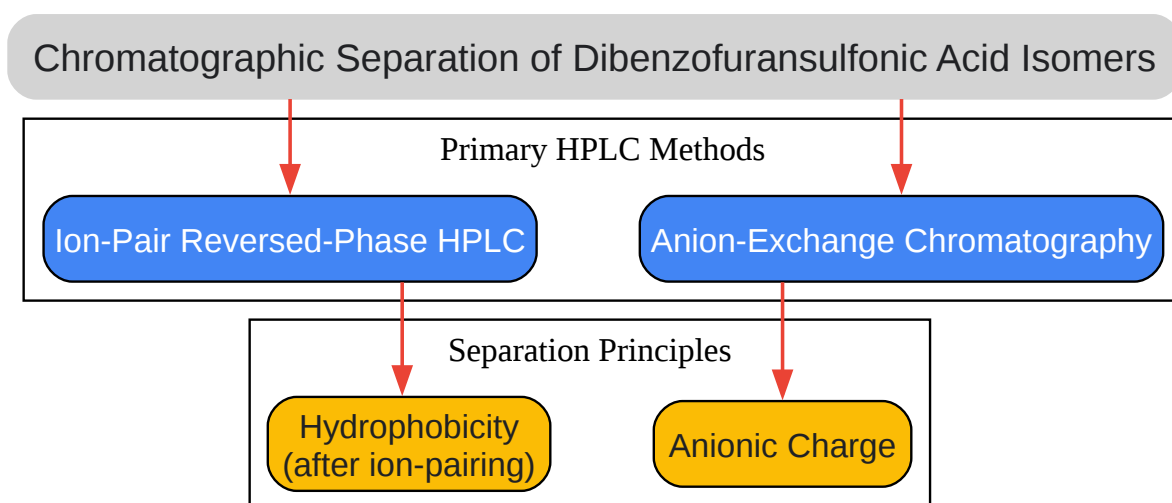 Chromatographic Separation of Dibenzofuransulfonic Acid Isomers
Primary HPLC Methods
Ion-Pair Reversed-Phase HPLC
Anion-Exchange Chromatography
Separation Principles
Hydrophobicity
(after ion-pairing)
Anionic Charge